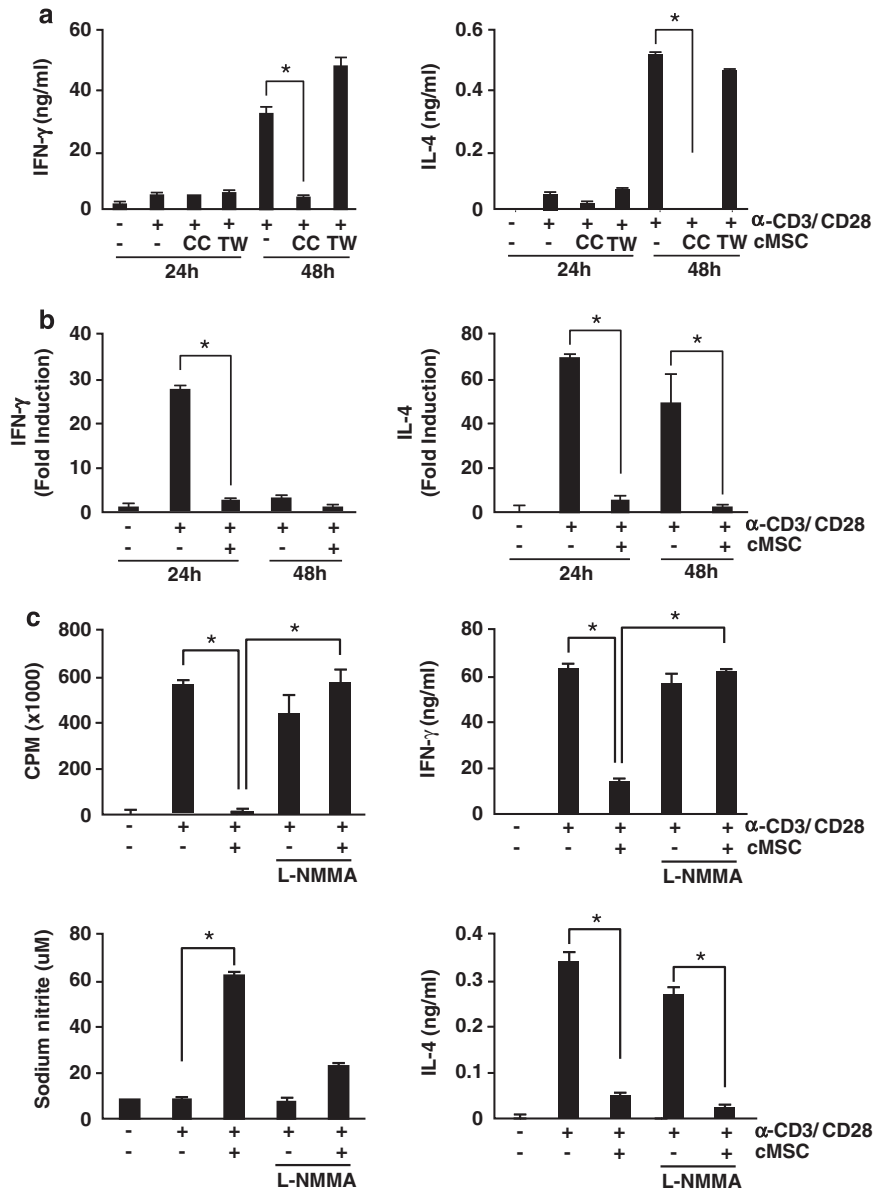 a
IFN-γ (ng/ml)
60
40
20
0
*
- + + + + + +
- - CC TW - CC TW
24h 48h
IL-4 (ng/ml)
0.6
0.4
0.2
0
*
- + + + + + + α-CD3/ CD28
- - CC TW - CC TW cMSC
24h 48h
b
IFN-γ
(Fold Induction)
40
30
20
10
0
*
- + + + +
- - + - +
24h 48h
IL-4
(Fold Induction)
80
60
40
20
0
* *
- + + + + α-CD3/ CD28
- - + - + cMSC
24h 48h
c
CPM (x1000)
800
600
400
200
0
* *
- + + + +
- - + - +
L-NMMA
IFN-γ (ng/ml)
80
60
40
20
0
* *
- + + + + α-CD3/ CD28
- - + - + cMSC
L-NMMA
Sodium nitrite (uM)
80
60
40
20
0
*
- + + + +
- - + - +
L-NMMA
IL-4 (ng/ml)
0.4
0.3
0.2
0.1
0
* *
- + + + + α-CD3/ CD28
- - + - + cMSC
L-NMMA